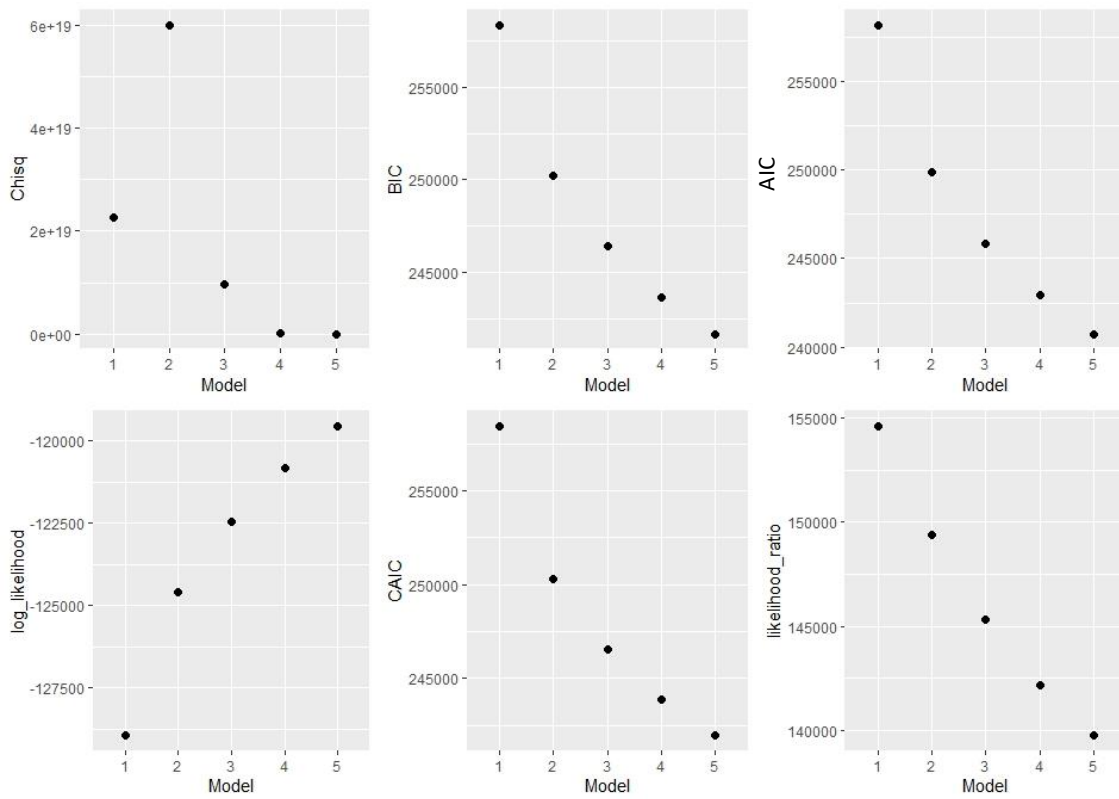 Chisq
6e+19
4e+19
2e+19
0e+00
1 2 3 4 5
Model
BIC
255000
250000
245000
1 2 3 4 5
Model
AIC
255000
250000
245000
240000
1 2 3 4 5
Model
log_likelihood
-120000
-122500
-125000
-127500
1 2 3 4 5
Model
CAIC
255000
250000
245000
1 2 3 4 5
Model
likelihood_ratio
155000
150000
145000
140000
1 2 3 4 5
Model